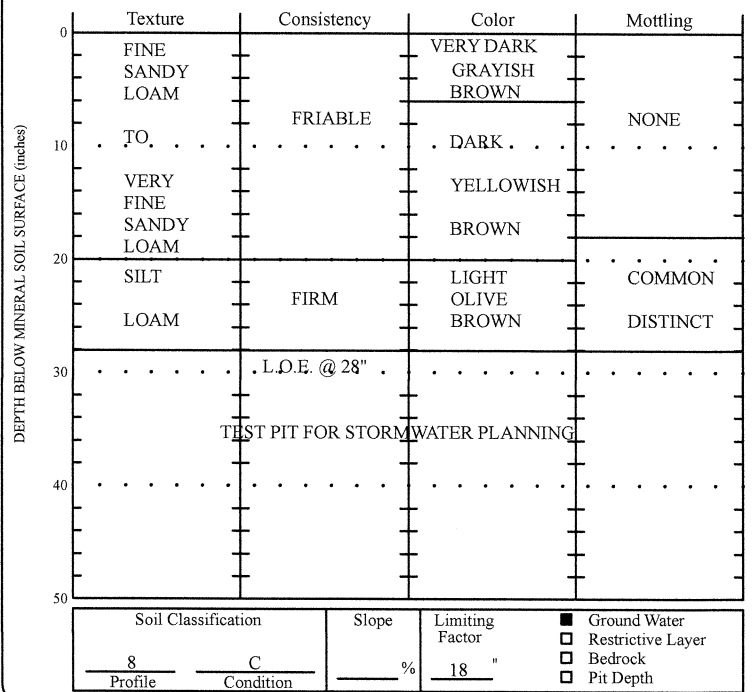 Texture Consistency Color Mottling
DEPTH BELOW MINERAL SOIL SURFACE (inches)
0
10
20
30
40
50
FINE
SANDY
LOAM
TO
VERY
FINE
SANDY
LOAM
SILT
LOAM
FRIABLE
FIRM
VERY DARK
GRAYISH
BROWN
DARK
YELLOWISH
BROWN
LIGHT
OLIVE
BROWN
NONE
COMMON
DISTINCT
L.O.E. @ 28"
TEST PIT FOR STORMWATER PLANNING
Soil Classification
8 C
Profile Condition
Slope
%
Limiting
Factor
18 "
Ground Water
Restrictive Layer
Bedrock
Pit Depth